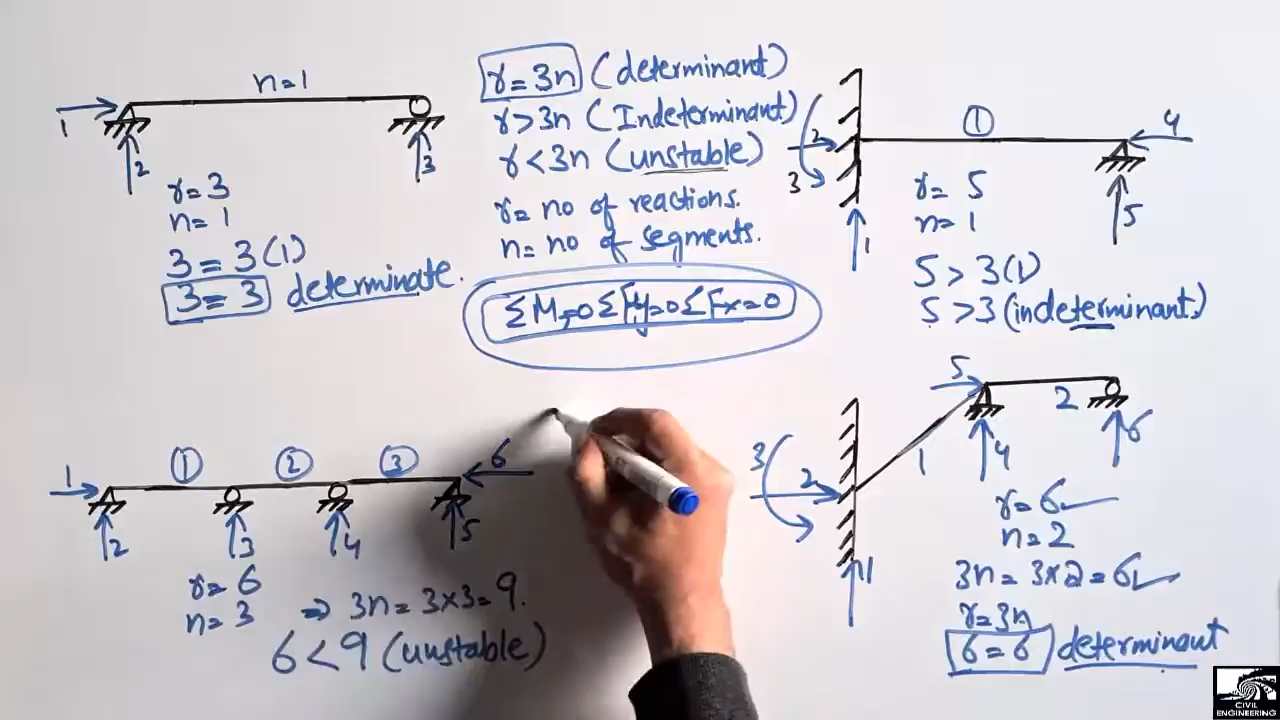 n=1
1
2
3
r=3
n=1
3=3(1)
3=3 determinate.
r=3n (determinant)
r>3n (Indeterminant)
r<3n (unstable)
r= no of reactions.
n= no of segments.
ΣM=0 ΣFy=0 ΣFx=0
1
2
3
1
4
5
r= 5
n=1
5>3(1)
5>3 (indeterminant)
1
1
2
3
6
2
3
4
5
r=6
n=3
⇒ 3n=3×3=9.
6<9 (unstable)
5
2
3
2
1
4
6
1
r=6
n=2
3n=3×2=6
r=3n
6=6 determinant
CIVIL
ENGINEERING